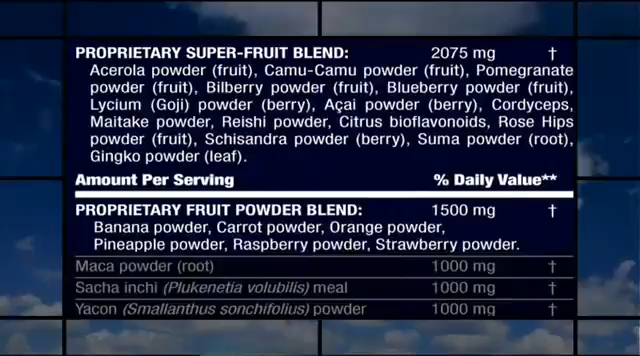 PROPRIETARY SUPER-FRUIT BLEND: 2075 mg †
Acerola powder (fruit), Camu-Camu powder (fruit), Pomegranate
powder (fruit), Bilberry powder (fruit), Blueberry powder (fruit),
Lycium (Goji) powder (berry), Açai powder (berry), Cordyceps,
Maitake powder, Reishi powder, Citrus bioflavonoids, Rose Hips
powder (fruit), Schisandra powder (berry), Suma powder (root),
Gingko powder (leaf).
Amount Per Serving % Daily Value**
PROPRIETARY FRUIT POWDER BLEND: 1500 mg †
Banana powder, Carrot powder, Orange powder,
Pineapple powder, Raspberry powder, Strawberry powder.
Maca powder (root) 1000 mg †
Sacha inchi (Plukenetia volubilis) meal 1000 mg †
Yacon (Smallanthus sonchifolius) powder 1000 mg †